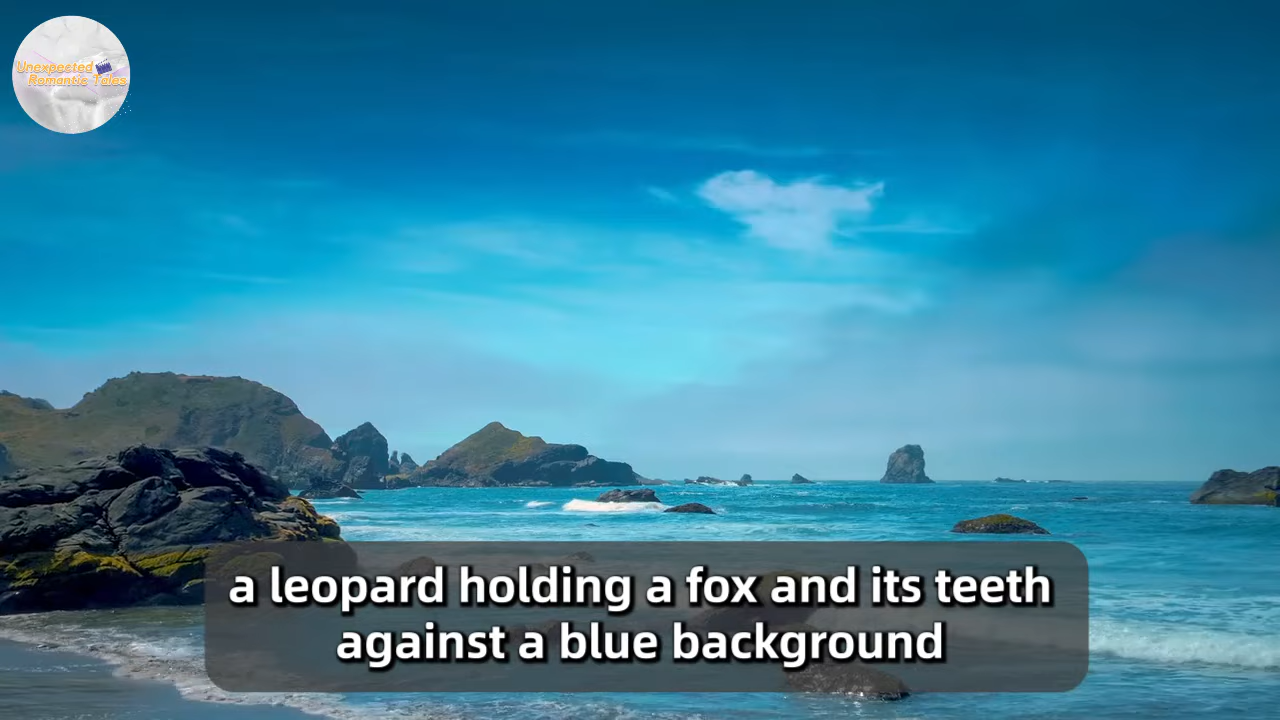 Unexpected
Romantic Tales
a leopard holding a fox and its teeth
against a blue background